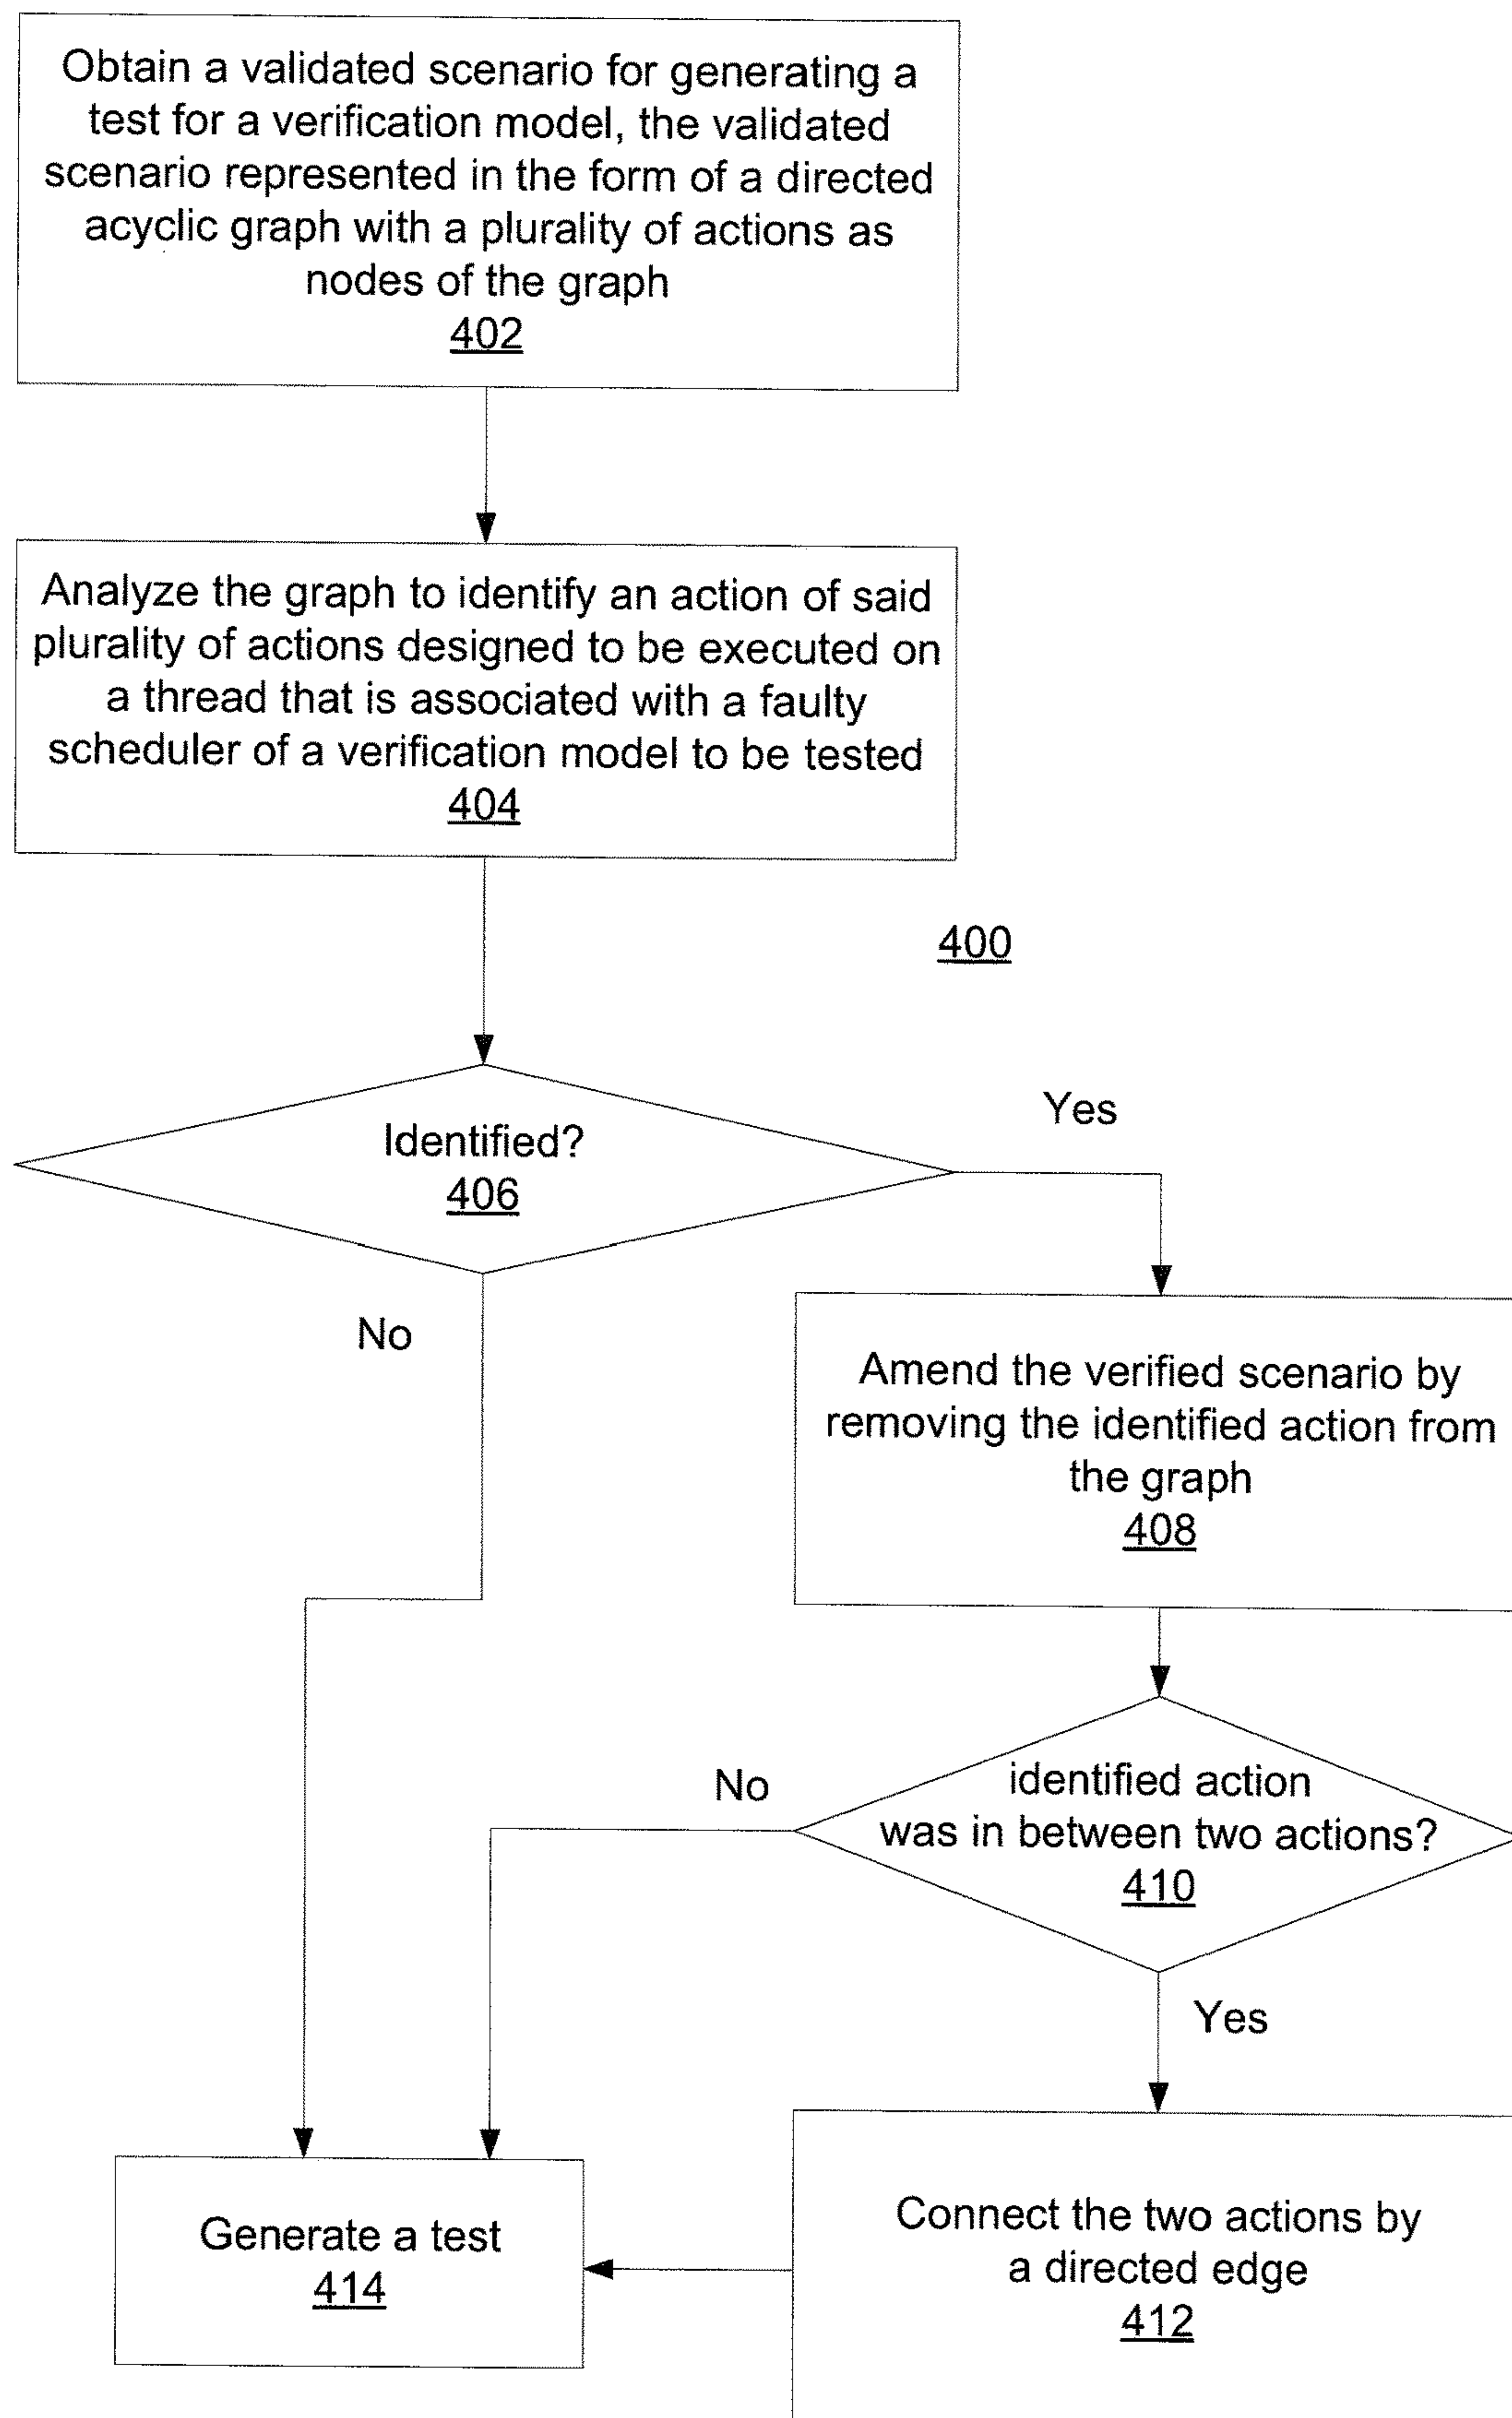 Obtain a validated scenario for generating a
test for a verification model, the validated
scenario represented in the form of a directed
acyclic graph with a plurality of actions as
nodes of the graph
402
Analyze the graph to identify an action of said
plurality of actions designed to be executed on
a thread that is associated with a faulty
scheduler of a verification model to be tested
404
400
Identified?
406
Yes
No
Amend the verified scenario by
removing the identified action from
the graph
408
identified action
was in between two actions?
410
No
Yes
Connect the two actions by
a directed edge
412
Generate a test
414